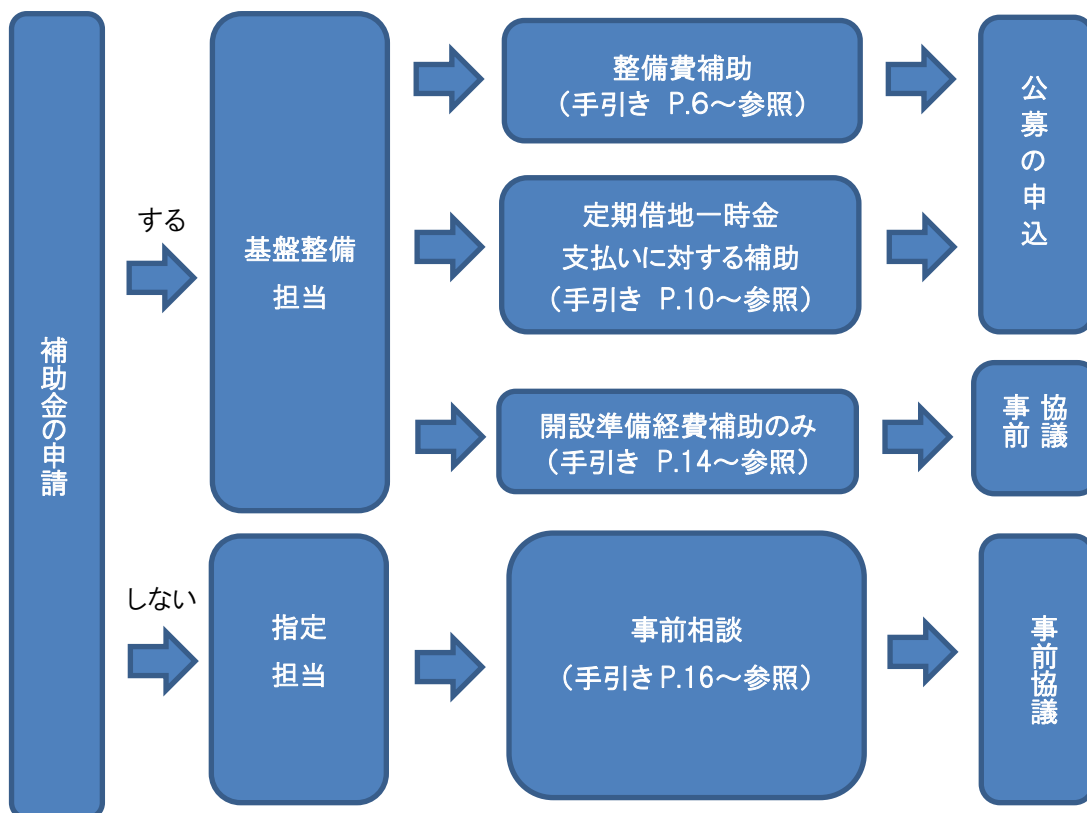 補助金の申請
する
基盤整備
担当
整備費補助
（手引き P.6～参照）
定期借地一時金
支払いに対する補助
（手引き P.10～参照）
公募の申込
開設準備経費補助のみ
（手引き P.14～参照）
事前
協議
しない
指定
担当
事前相談
（手引きP.16～参照）
事前協議